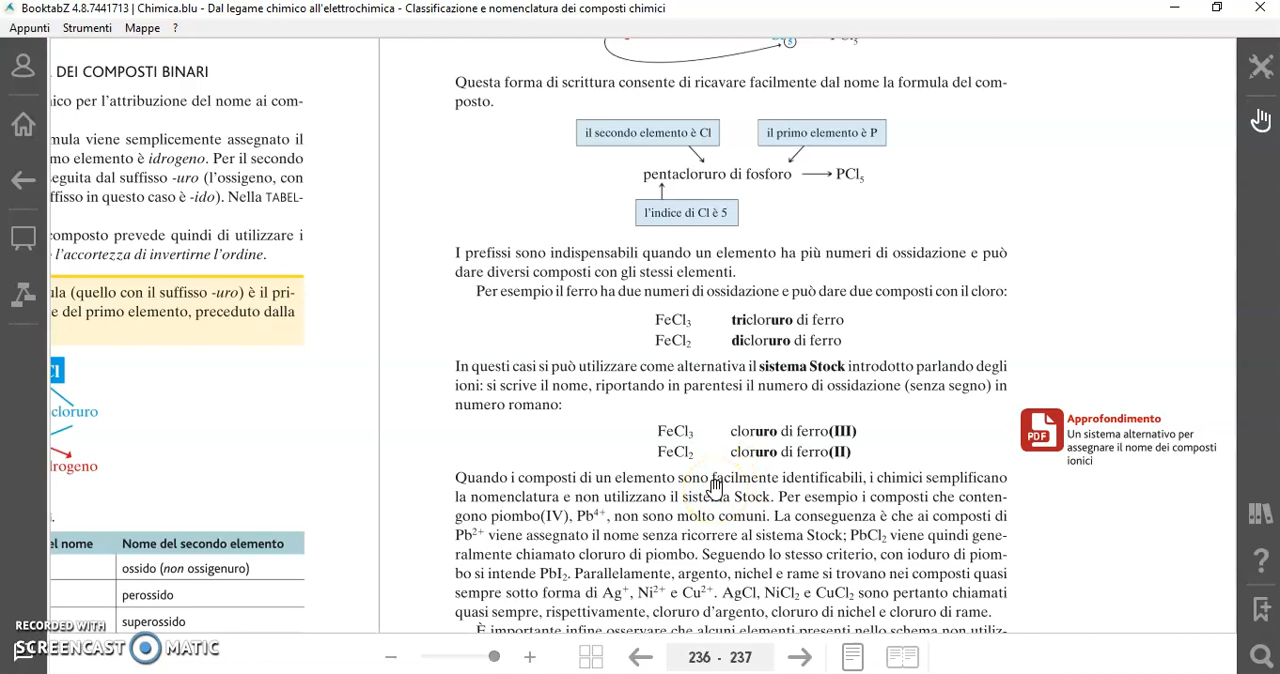 BooktabZ 4.8.7441713 | Chimica.blu - Dal legame chimico all'elettrochimica - Classificazione e nomenclatura dei composti chimici
Appunti Strumenti Mappe ?
DEI COMPOSTI BINARI
ico per l'attribuzione del nome ai com-
mula viene semplicemente assegnato il
mo elemento è idrogeno. Per il secondo
eguita dal suffisso -uro (l'ossigeno, con
ffisso in questo caso è -ido). Nella TABEL-
omposto prevede quindi di utilizzare i
l'accortezza di invertirne l'ordine.
ula (quello con il suffisso -uro) è il pri-
e del primo elemento, preceduto dalla
cloruro
drogeno
el nome Nome del secondo elemento
ossido (non ossigenuro)
perossido
superossido
RECORDED WITH
SCREENCAST MATIC
5
Questa forma di scrittura consente di ricavare facilmente dal nome la formula del com-
posto.
il secondo elemento è Cl il primo elemento è P
pentacloruro di fosforo → PCl₅
l'indice di Cl è 5
I prefissi sono indispensabili quando un elemento ha più numeri di ossidazione e può
dare diversi composti con gli stessi elementi.
Per esempio il ferro ha due numeri di ossidazione e può dare due composti con il cloro:
FeCl₃ tricloruro di ferro
FeCl₂ dicloruro di ferro
In questi casi si può utilizzare come alternativa il sistema Stock introdotto parlando degli
ioni: si scrive il nome, riportando in parentesi il numero di ossidazione (senza segno) in
numero romano:
FeCl₃ cloruro di ferro(III)
FeCl₂ cloruro di ferro(II)
Quando i composti di un elemento sono facilmente identificabili, i chimici semplificano
la nomenclatura e non utilizzano il sistema Stock. Per esempio i composti che conten-
gono piombo(IV), Pb⁴⁺, non sono molto comuni. La conseguenza è che ai composti di
Pb²⁺ viene assegnato il nome senza ricorrere al sistema Stock; PbCl₂ viene quindi gene-
ralmente chiamato cloruro di piombo. Seguendo lo stesso criterio, con ioduro di piom-
bo si intende PbI₂. Parallelamente, argento, nichel e rame si trovano nei composti quasi
sempre sotto forma di Ag⁺, Ni²⁺ e Cu²⁺. AgCl, NiCl₂ e CuCl₂ sono pertanto chiamati
quasi sempre, rispettivamente, cloruro d'argento, cloruro di nichel e cloruro di rame.
È importante infine osservare che alcuni elementi presenti nello schema non utiliz-
PDF
Approfondimento
Un sistema alternativo per
assegnare il nome dei composti
ionici
236 - 237